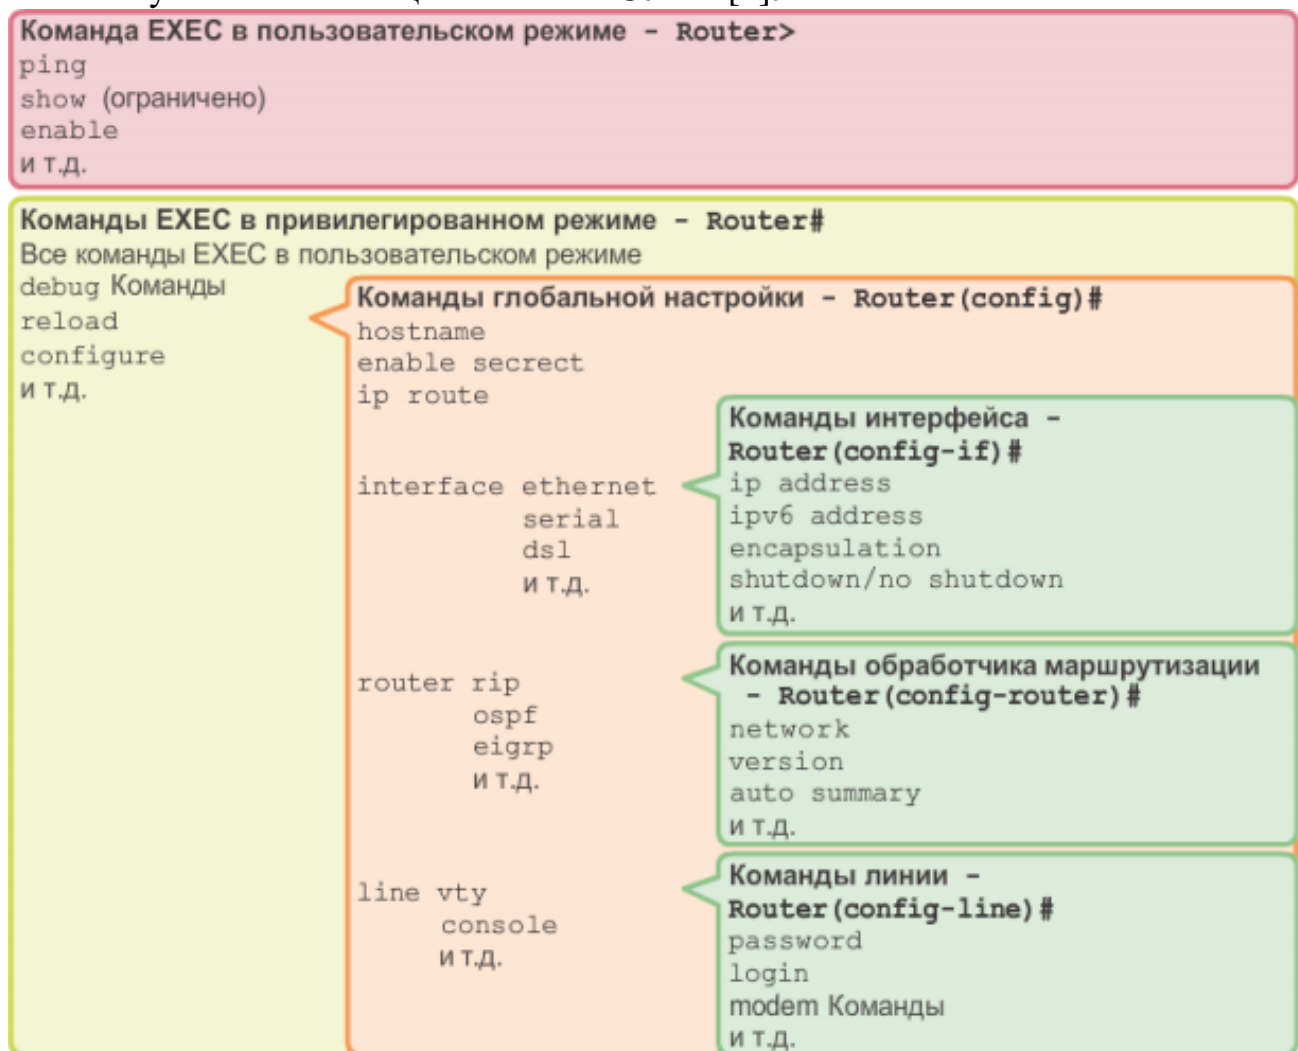 Команда EXEC в пользовательском режиме - Router>
ping
show (ограничено)
enable
и т.д.
Команды EXEC в привилегированном режиме - Router#
Все команды EXEC в пользовательском режиме
debug Команды
reload
configure
и т.д.
Команды глобальной настройки - Router(config)#
hostname
enable secrect
ip route
interface ethernet
serial
dsl
и т.д.
Команды интерфейса -
Router(config-if)#
ip address
ipv6 address
encapsulation
shutdown/no shutdown
и т.д.
router rip
ospf
eigrp
и т.д.
Команды обработчика маршрутизации
- Router(config-router)#
network
version
auto summary
и т.д.
line vty
console
и т.д.
Команды линии -
Router(config-line)#
password
login
modem Команды
и т.д.